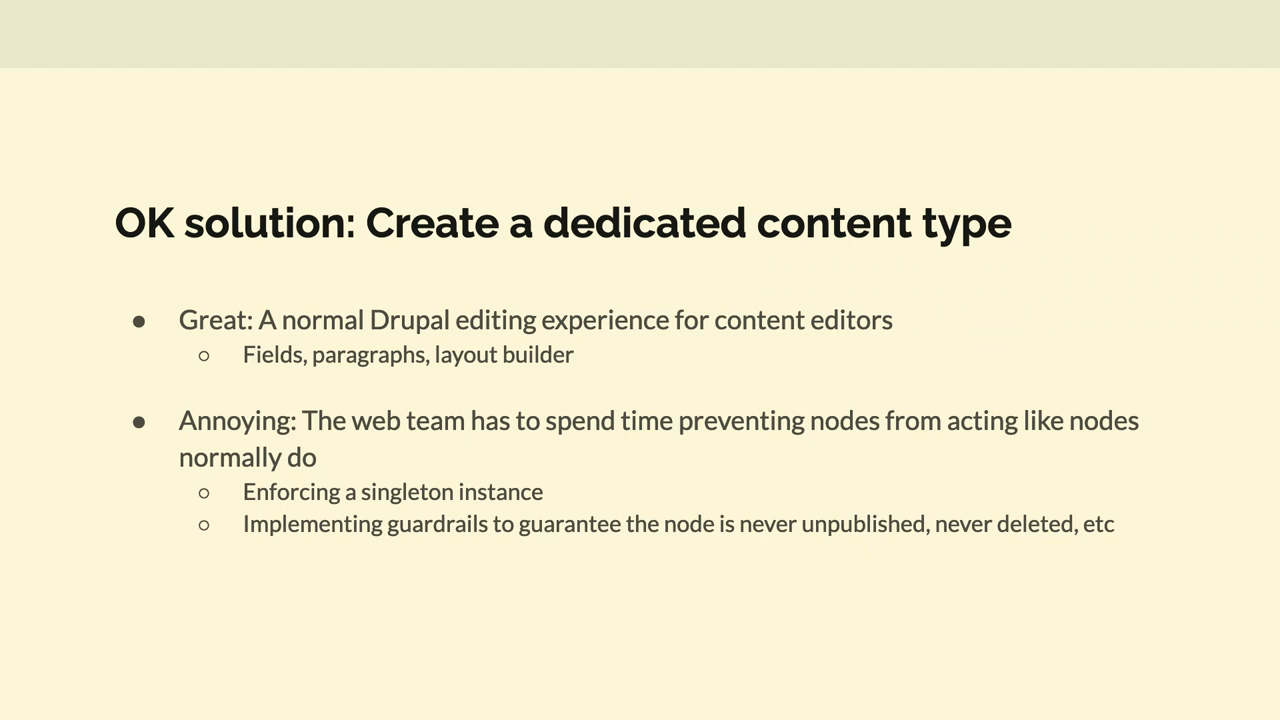 OK solution: Create a dedicated content type
● Great: A normal Drupal editing experience for content editors
○ Fields, paragraphs, layout builder
● Annoying: The web team has to spend time preventing nodes from acting like nodes
normally do
○ Enforcing a singleton instance
○ Implementing guardrails to guarantee the node is never unpublished, never deleted, etc